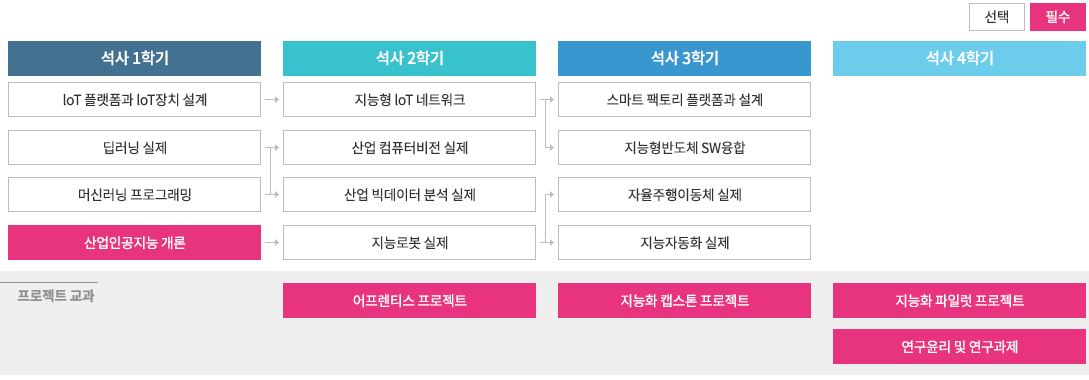 선택
필수
석사 1학기
석사 2학기
석사 3학기
석사 4학기
IoT 플랫폼과 IoT장치 설계
지능형 IoT 네트워크
스마트 팩토리 플랫폼과 설계
딥러닝 실제
산업 컴퓨터비전 실제
지능형반도체 SW융합
머신러닝 프로그래밍
산업 빅데이터 분석 실제
자율주행이동체 실제
산업인공지능 개론
지능로봇 실제
지능자동화 실제
프로젝트 교과
어프렌티스 프로젝트
지능화 캡스톤 프로젝트
지능화 파일럿 프로젝트
연구윤리 및 연구과제